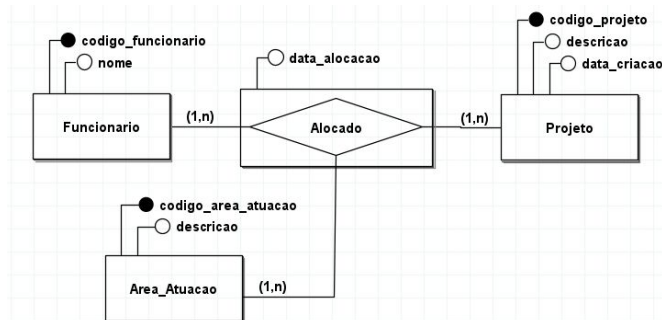 codigo_funcionario
nome
Funcionario
(1,n)
data_alocacao
Alocado
(1,n)
codigo_projeto
descricao
data_criacao
Projeto
codigo_area_atuacao
descricao
Area_Atuacao
(1,n)